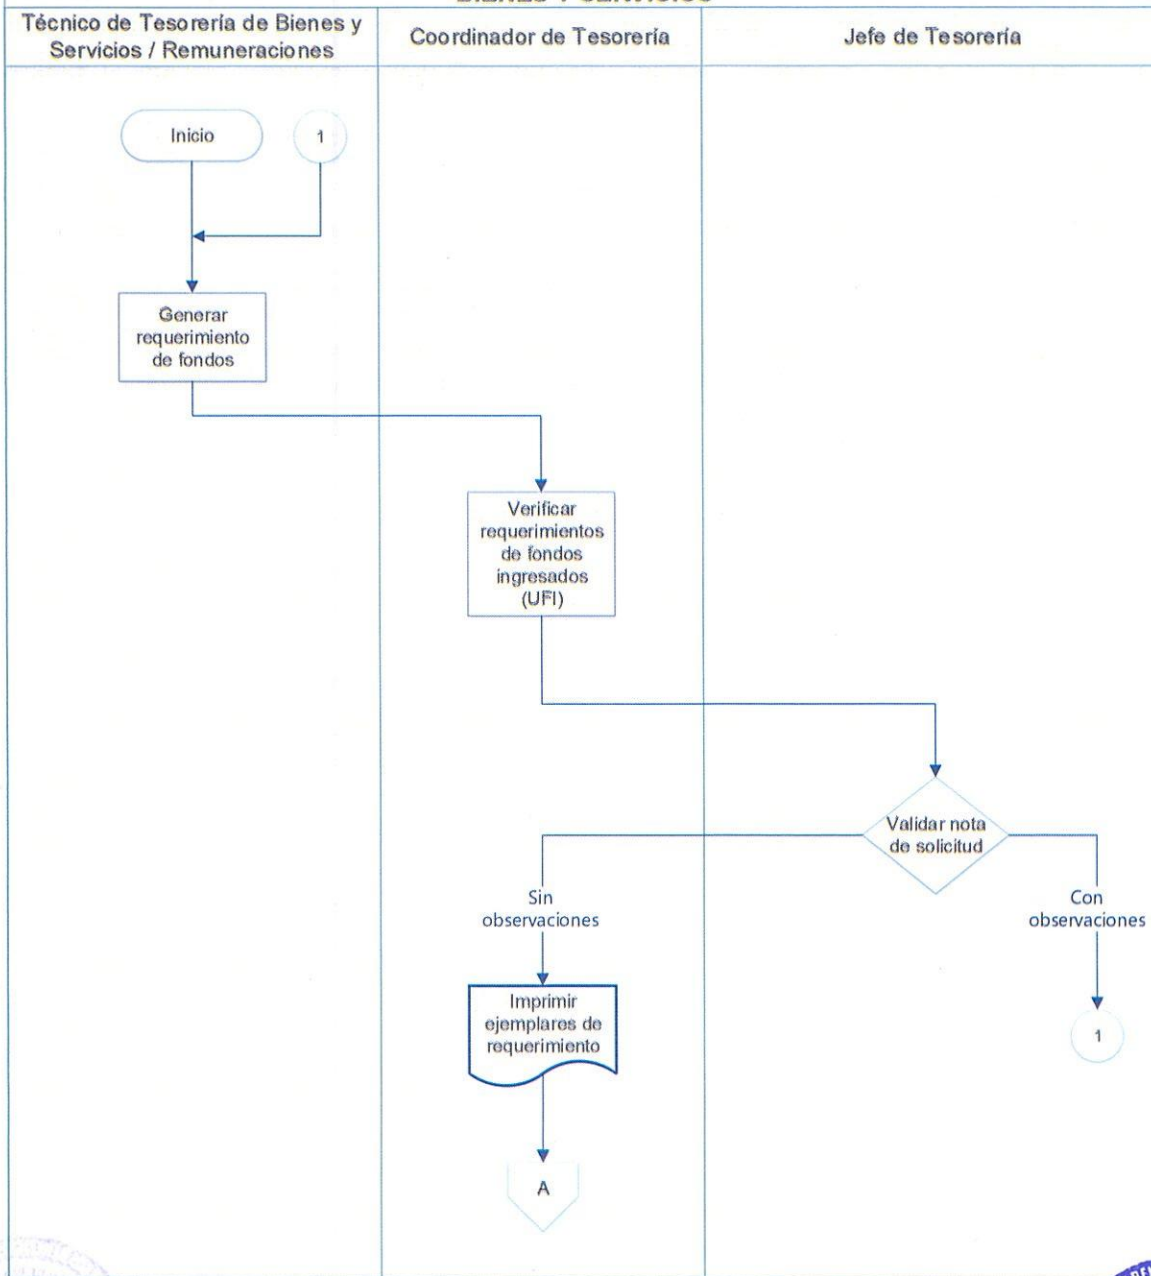 Técnico de Tesorería de Bienes y
Servicios / Remuneraciones
Coordinador de Tesorería
Jefe de Tesorería
Inicio
1
Generar
requerimiento
de fondos
Verificar
requerimientos
de fondos
ingresados
(UFI)
Validar nota
de solicitud
Sin
observaciones
Con
observaciones
Imprimir
ejemplares de
requerimiento
1
A